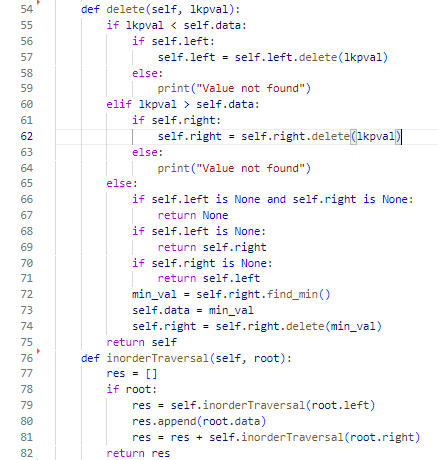 54 def delete(self, lkpval):
55 if lkpval < self.data:
56 if self.left:
57 self.left = self.left.delete(lkpval)
58 else:
59 print("Value not found")
60 elif lkpval > self.data:
61 if self.right:
62 self.right = self.right.delete(lkpval)
63 else:
64 print("Value not found")
65 else:
66 if self.left is None and self.right is None:
67 return None
68 if self.left is None:
69 return self.right
70 if self.right is None:
71 return self.left
72 min_val = self.right.find_min()
73 self.data = min_val
74 self.right = self.right.delete(min_val)
75 return self
76 def inorderTraversal(self, root):
77 res = []
78 if root:
79 res = self.inorderTraversal(root.left)
80 res.append(root.data)
81 res = res + self.inorderTraversal(root.right)
82 return res